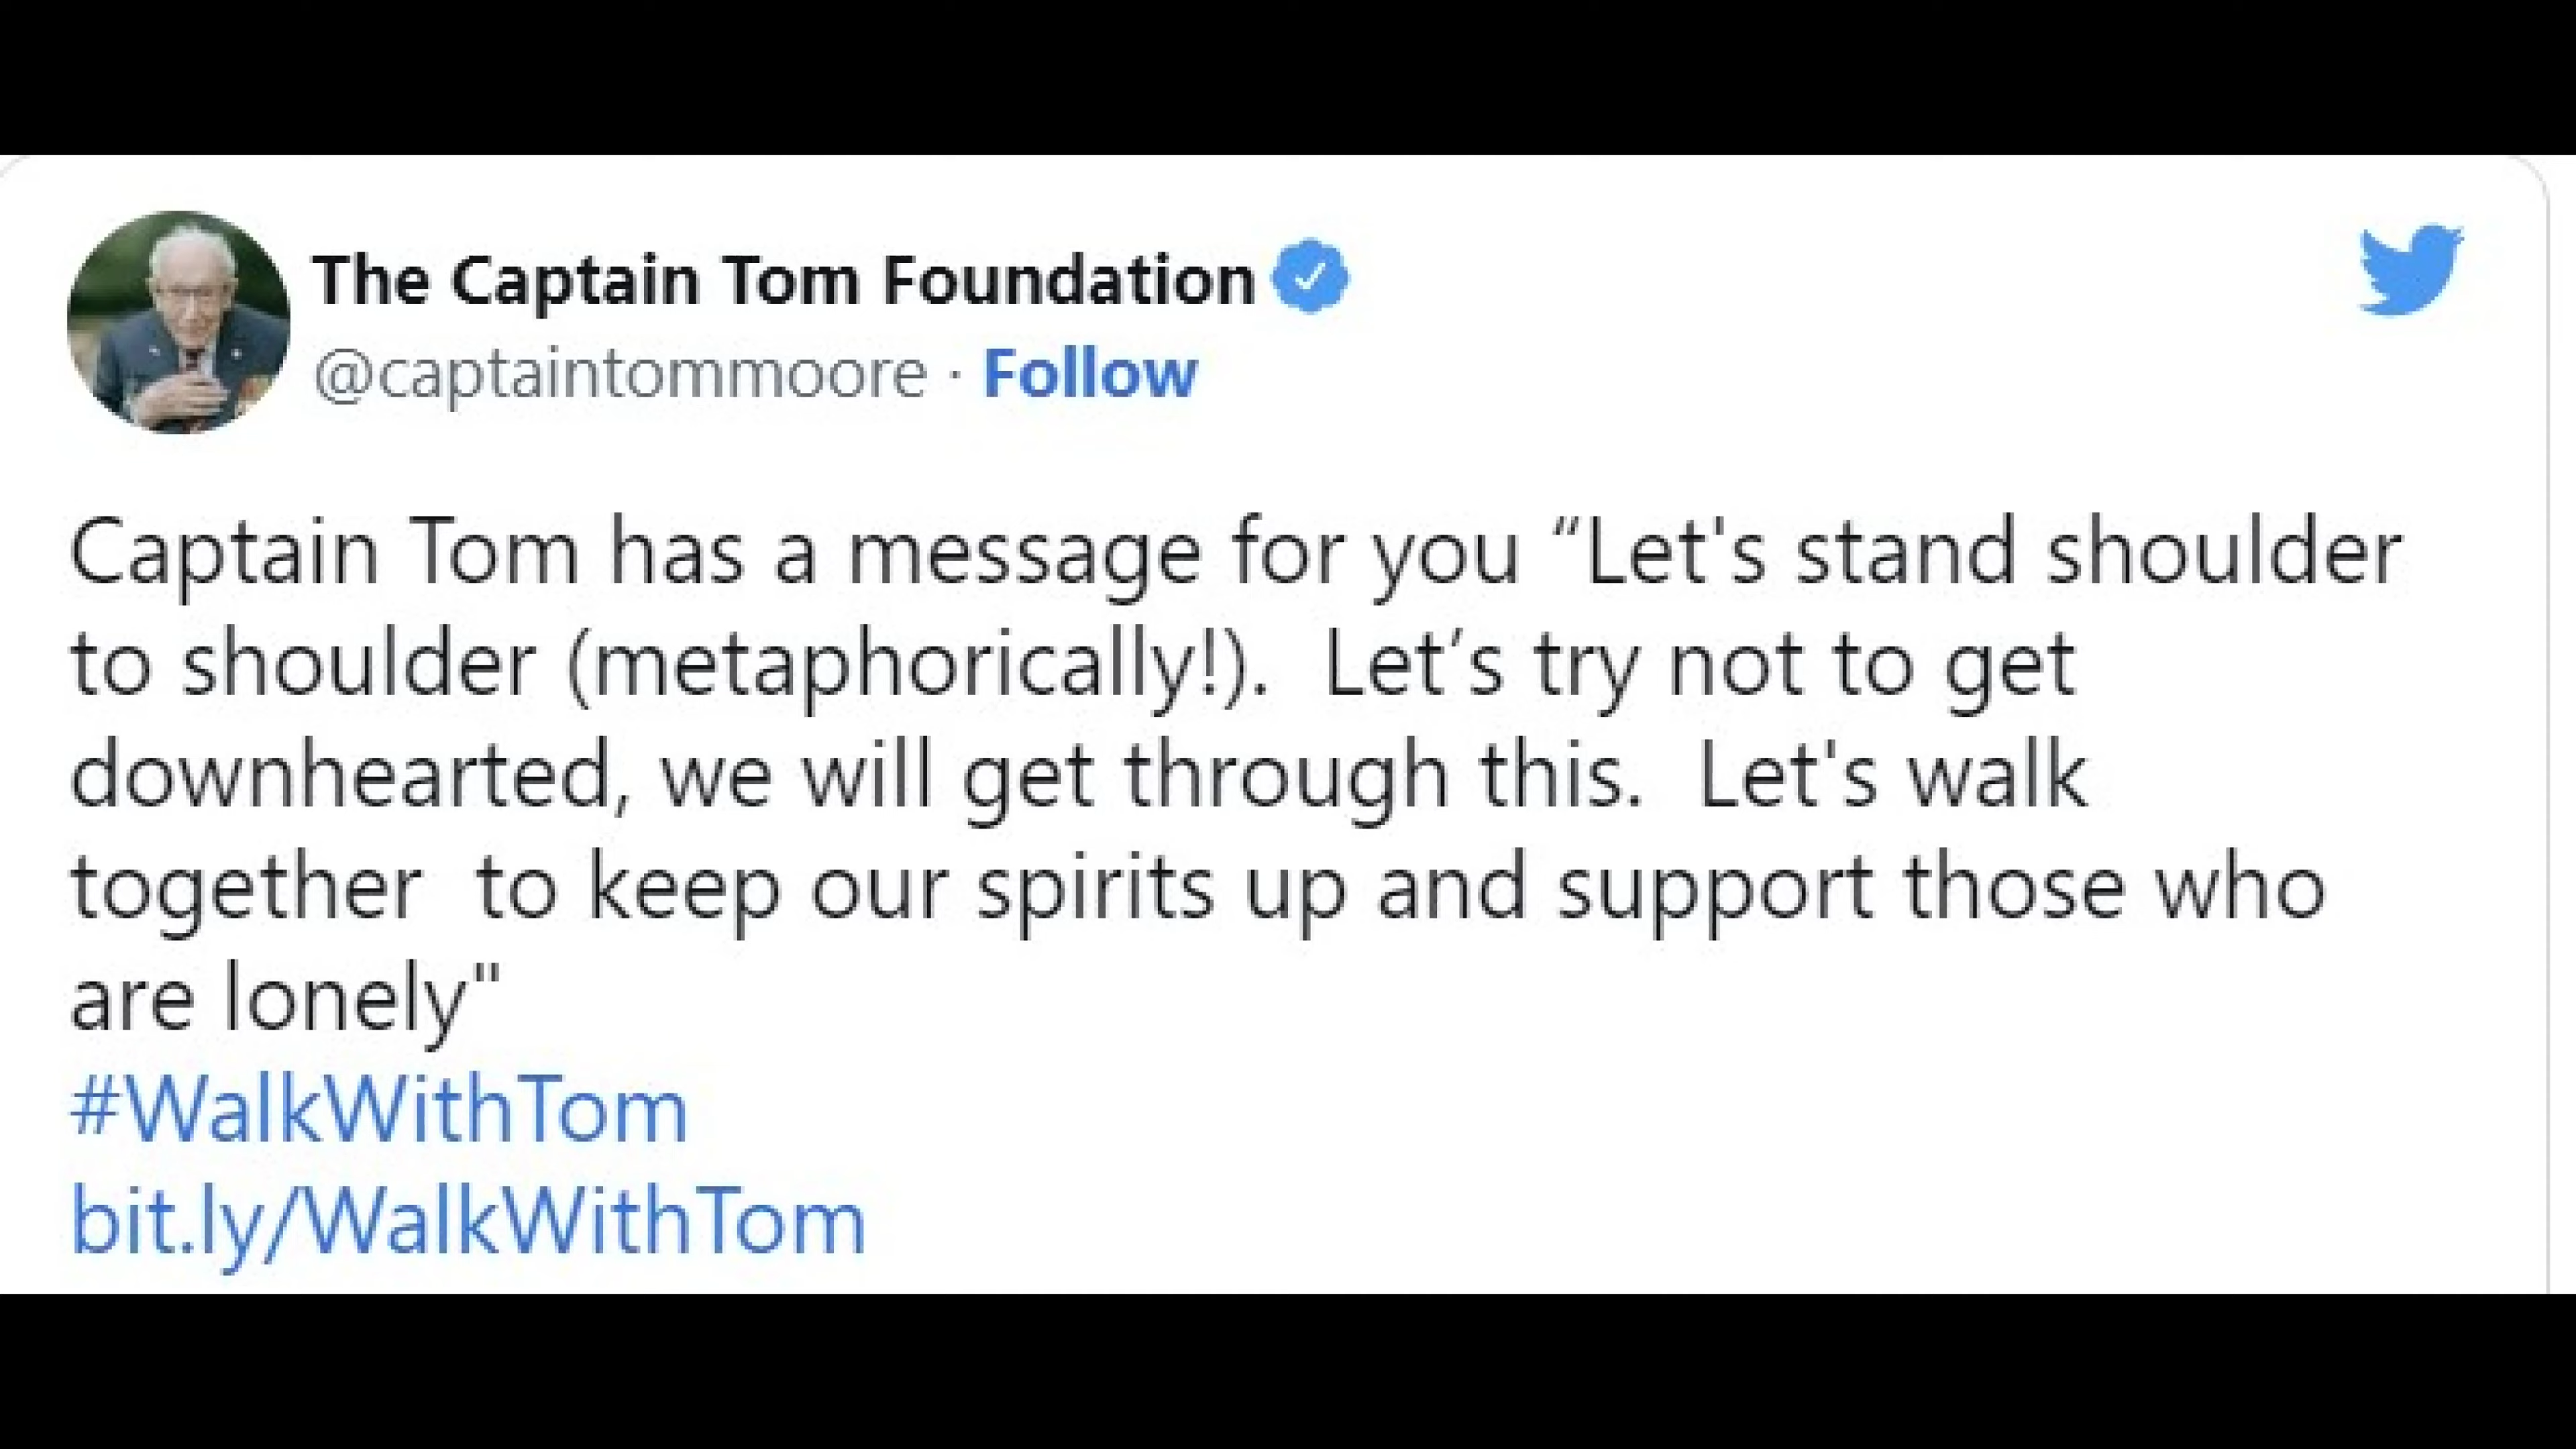 The Captain Tom Foundation
@captaintommoore · Follow
Captain Tom has a message for you “Let's stand shoulder
to shoulder (metaphorically!).  Let’s try not to get
downhearted, we will get through this.  Let's walk
together  to keep our spirits up and support those who
are lonely"
#WalkWithTom
bit.ly/WalkWithTom